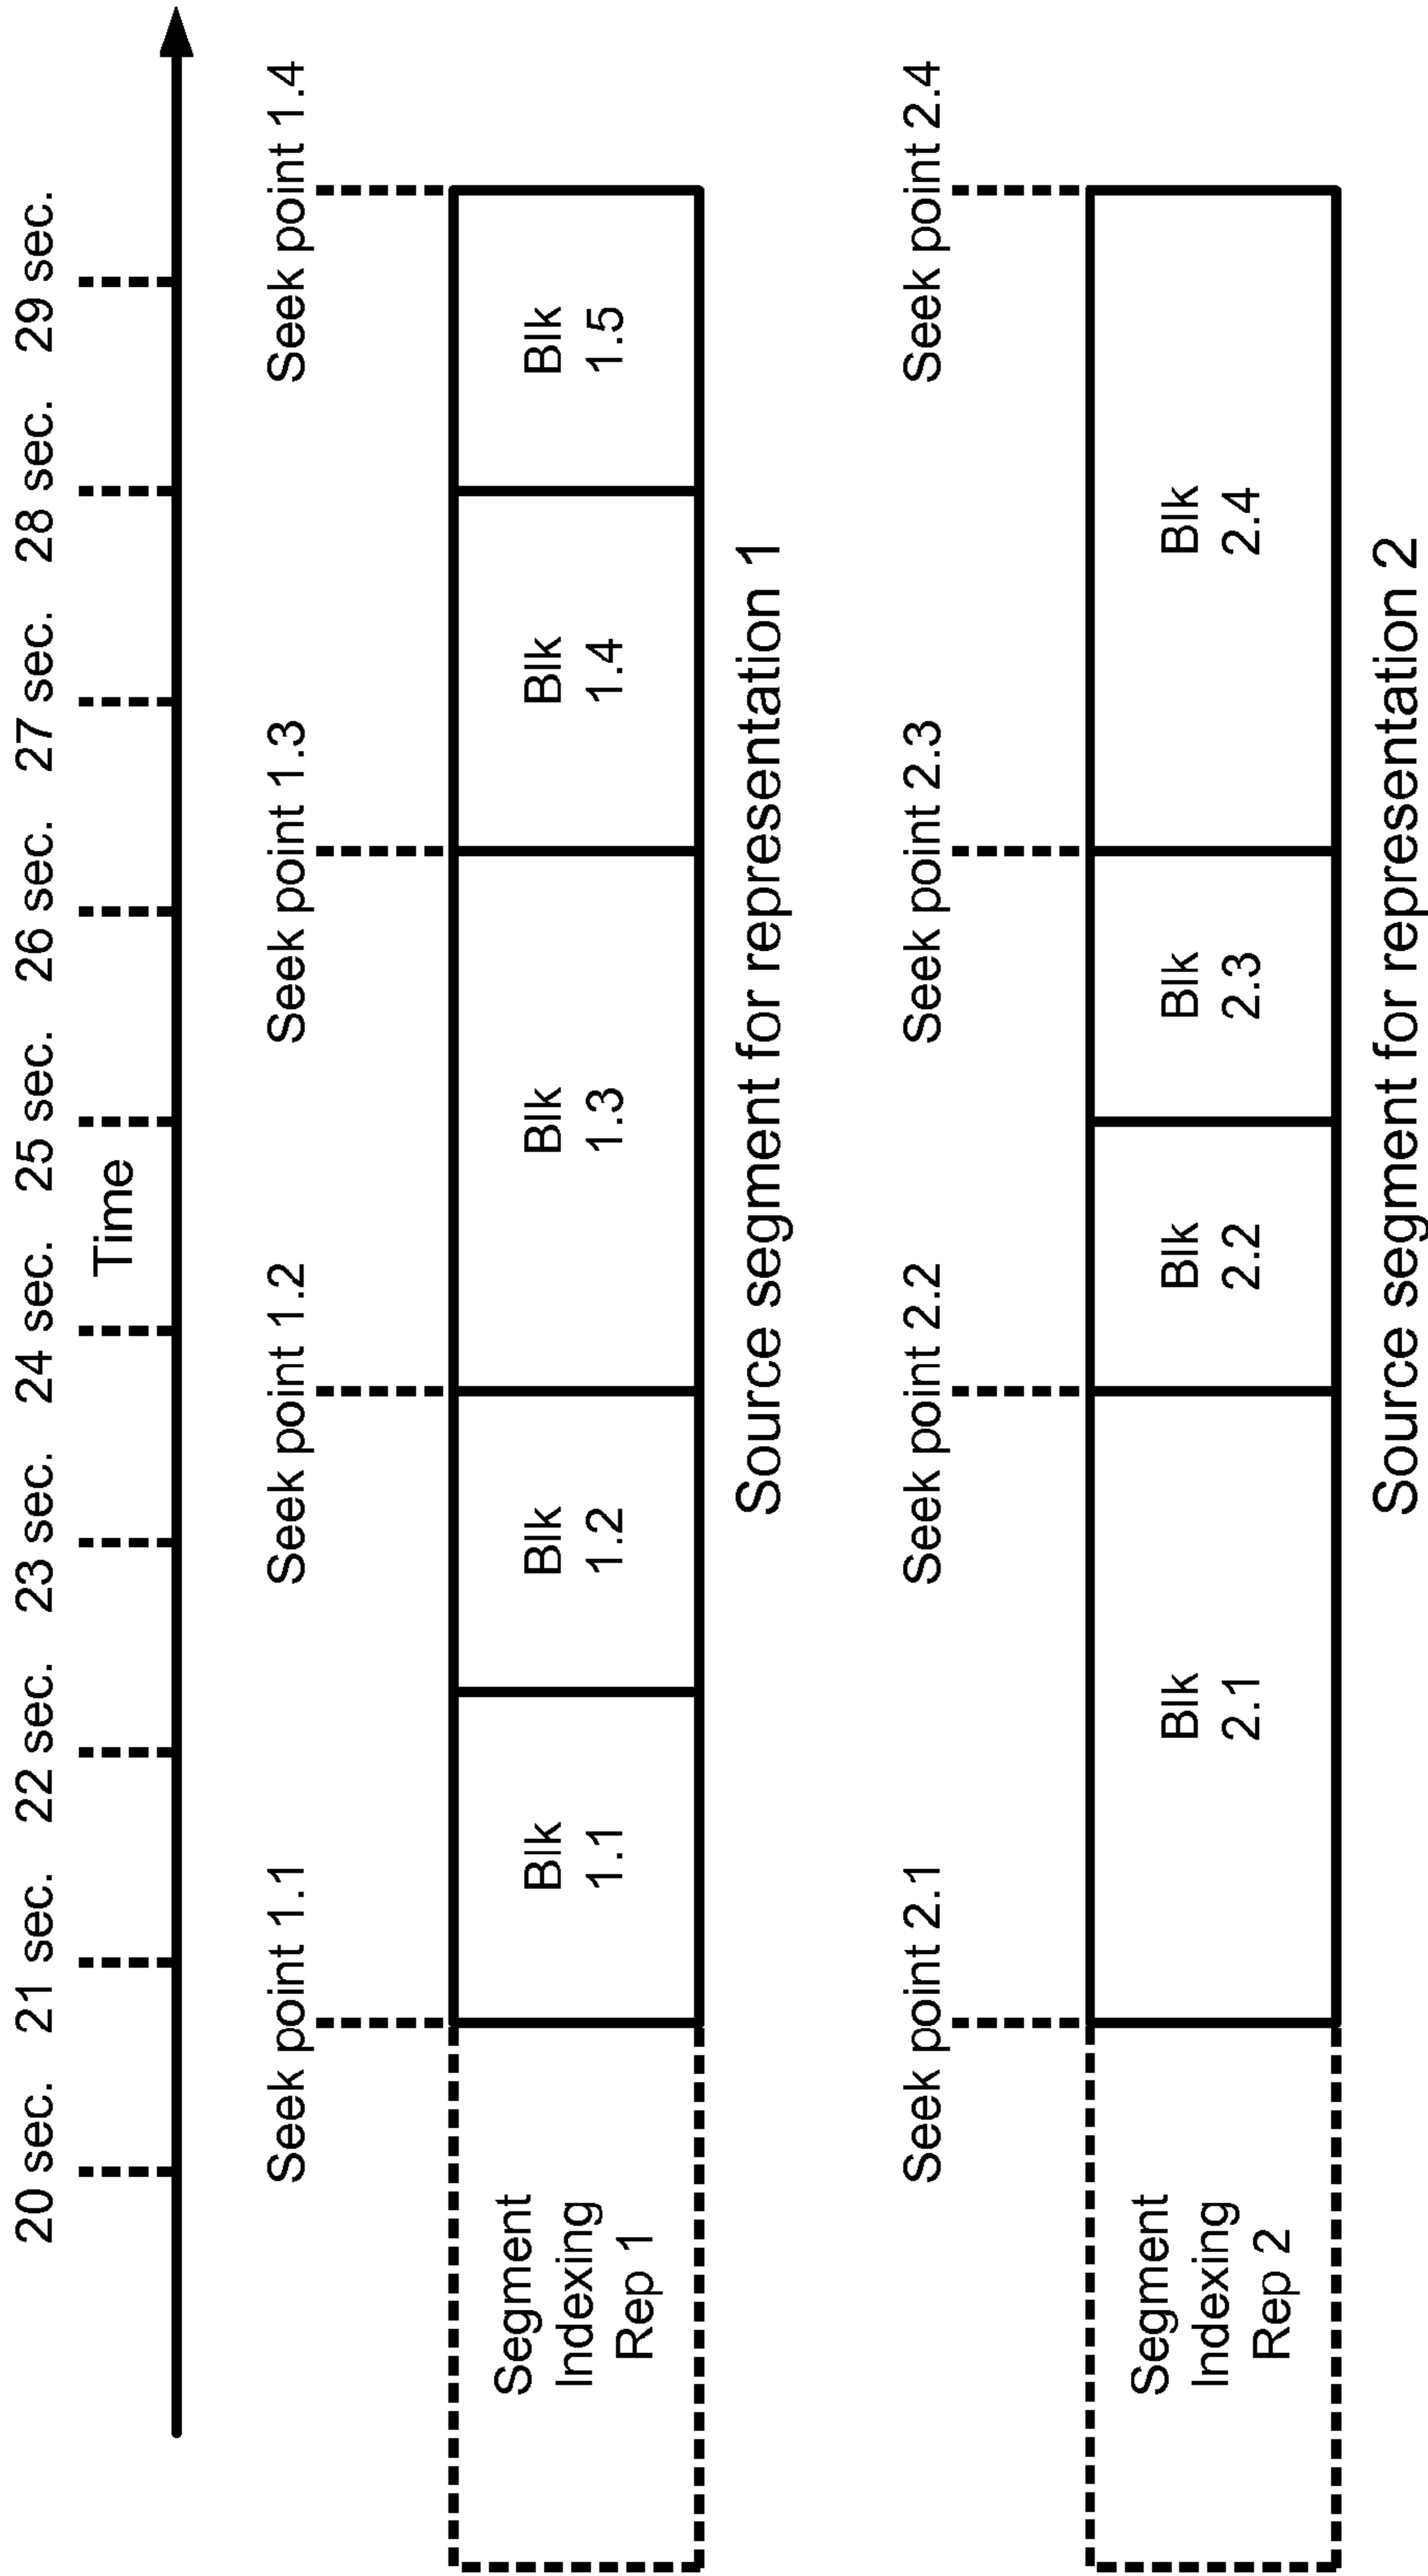 20 sec. 21 sec. 22 sec. 23 sec. 24 sec. 25 sec. 26 sec. 27 sec. 28 sec. 29 sec.
Time
Seek point 1.1
Seek point 1.2
Seek point 1.3
Seek point 1.4
Segment
Indexing
Rep 1
Blk
1.1
Blk
1.2
Blk
1.3
Blk
1.4
Blk
1.5
Source segment for representation 1
Seek point 2.1
Seek point 2.2
Seek point 2.3
Seek point 2.4
Segment
Indexing
Rep 2
Blk
2.1
Blk
2.2
Blk
2.3
Blk
2.4
Source segment for representation 2